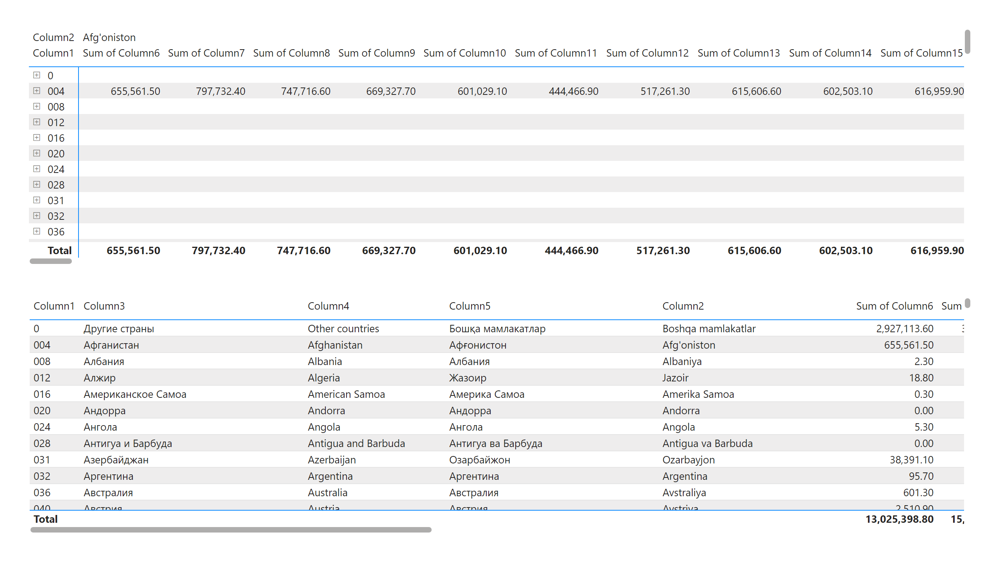 Column2 Afg'oniston
Column1 Sum of Column6 Sum of Column7 Sum of Column8 Sum of Column9 Sum of Column10 Sum of Column11 Sum of Column12 Sum of Column13 Sum of Column14 Sum of Column15
0
004 655,561.50 797,732.40 747,716.60 669,327.70 601,029.10 444,466.90 517,261.30 615,606.60 602,503.10 616,959.90
008
012
016
020
024
028
031
032
036
Total 655,561.50 797,732.40 747,716.60 669,327.70 601,029.10 444,466.90 517,261.30 615,606.60 602,503.10 616,959.90
Column1 Column3 Column4 Column5 Column2 Sum of Column6 Sum
0 Другие страны Other countries Бошқа мамлакатлар Boshqa mamlakatlar 2,927,113.60
004 Афганистан Afghanistan Афғонистон Afg'oniston 655,561.50
008 Албания Albania Албания Albaniya 2.30
012 Алжир Algeria Жазоир Jazoir 18.80
016 Американское Самоа American Samoa Америка Самоа Amerika Samoa 0.30
020 Андорра Andorra Андорра Andorra 0.00
024 Ангола Angola Ангола Angola 5.30
028 Антигуа и Барбуда Antigua and Barbuda Антигуа ва Барбуда Antigua va Barbuda 0.00
031 Азербайджан Azerbaijan Озарбайжон Ozarbayjon 38,391.10
032 Аргентина Argentina Аргентина Argentina 95.70
036 Австралия Australia Австралия Avstraliya 601.30
040 Австрия Austria Австрия Avstriya 2,510.90
Total 13,025,398.80 15,